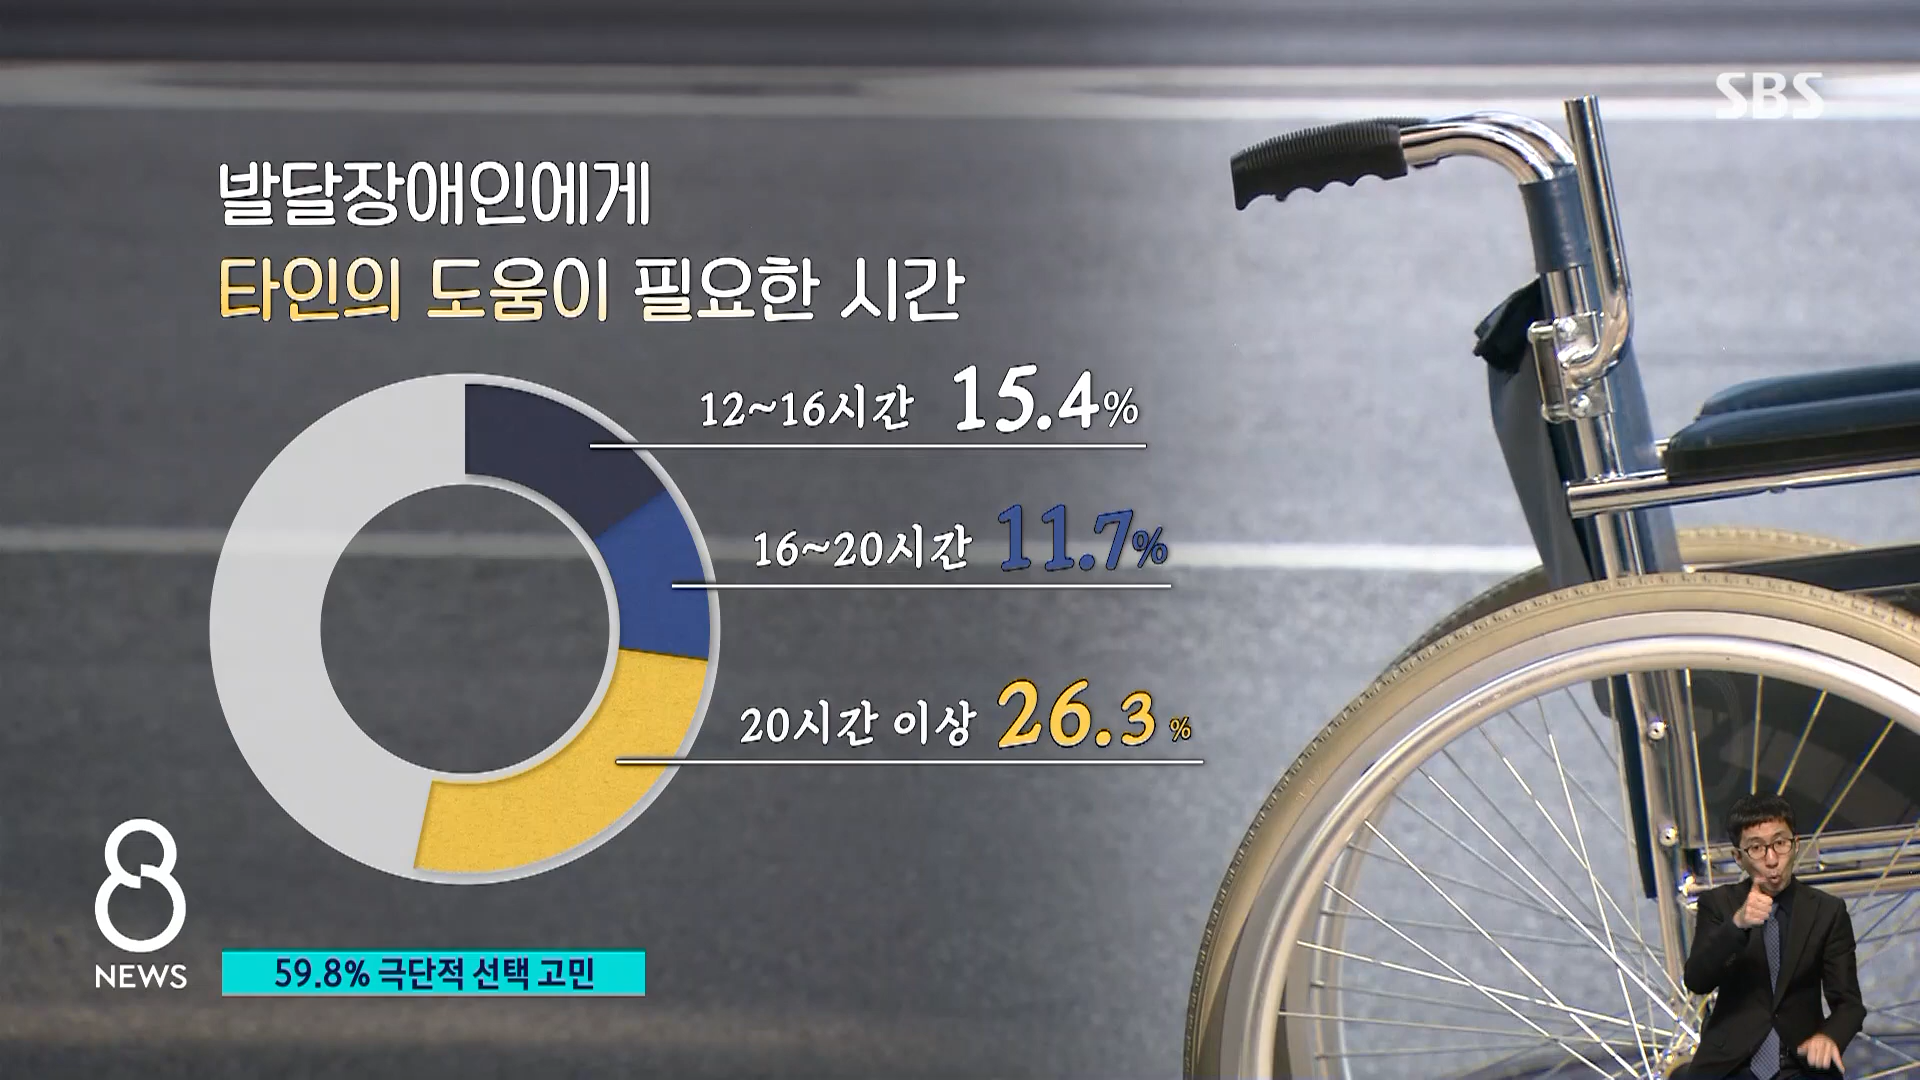 SBS
발달장애인에게
타인의 도움이 필요한 시간
12~16시간 15.4%
16~20시간 11.7%
20시간 이상 26.3%
8
NEWS
59.8% 극단적 선택 고민